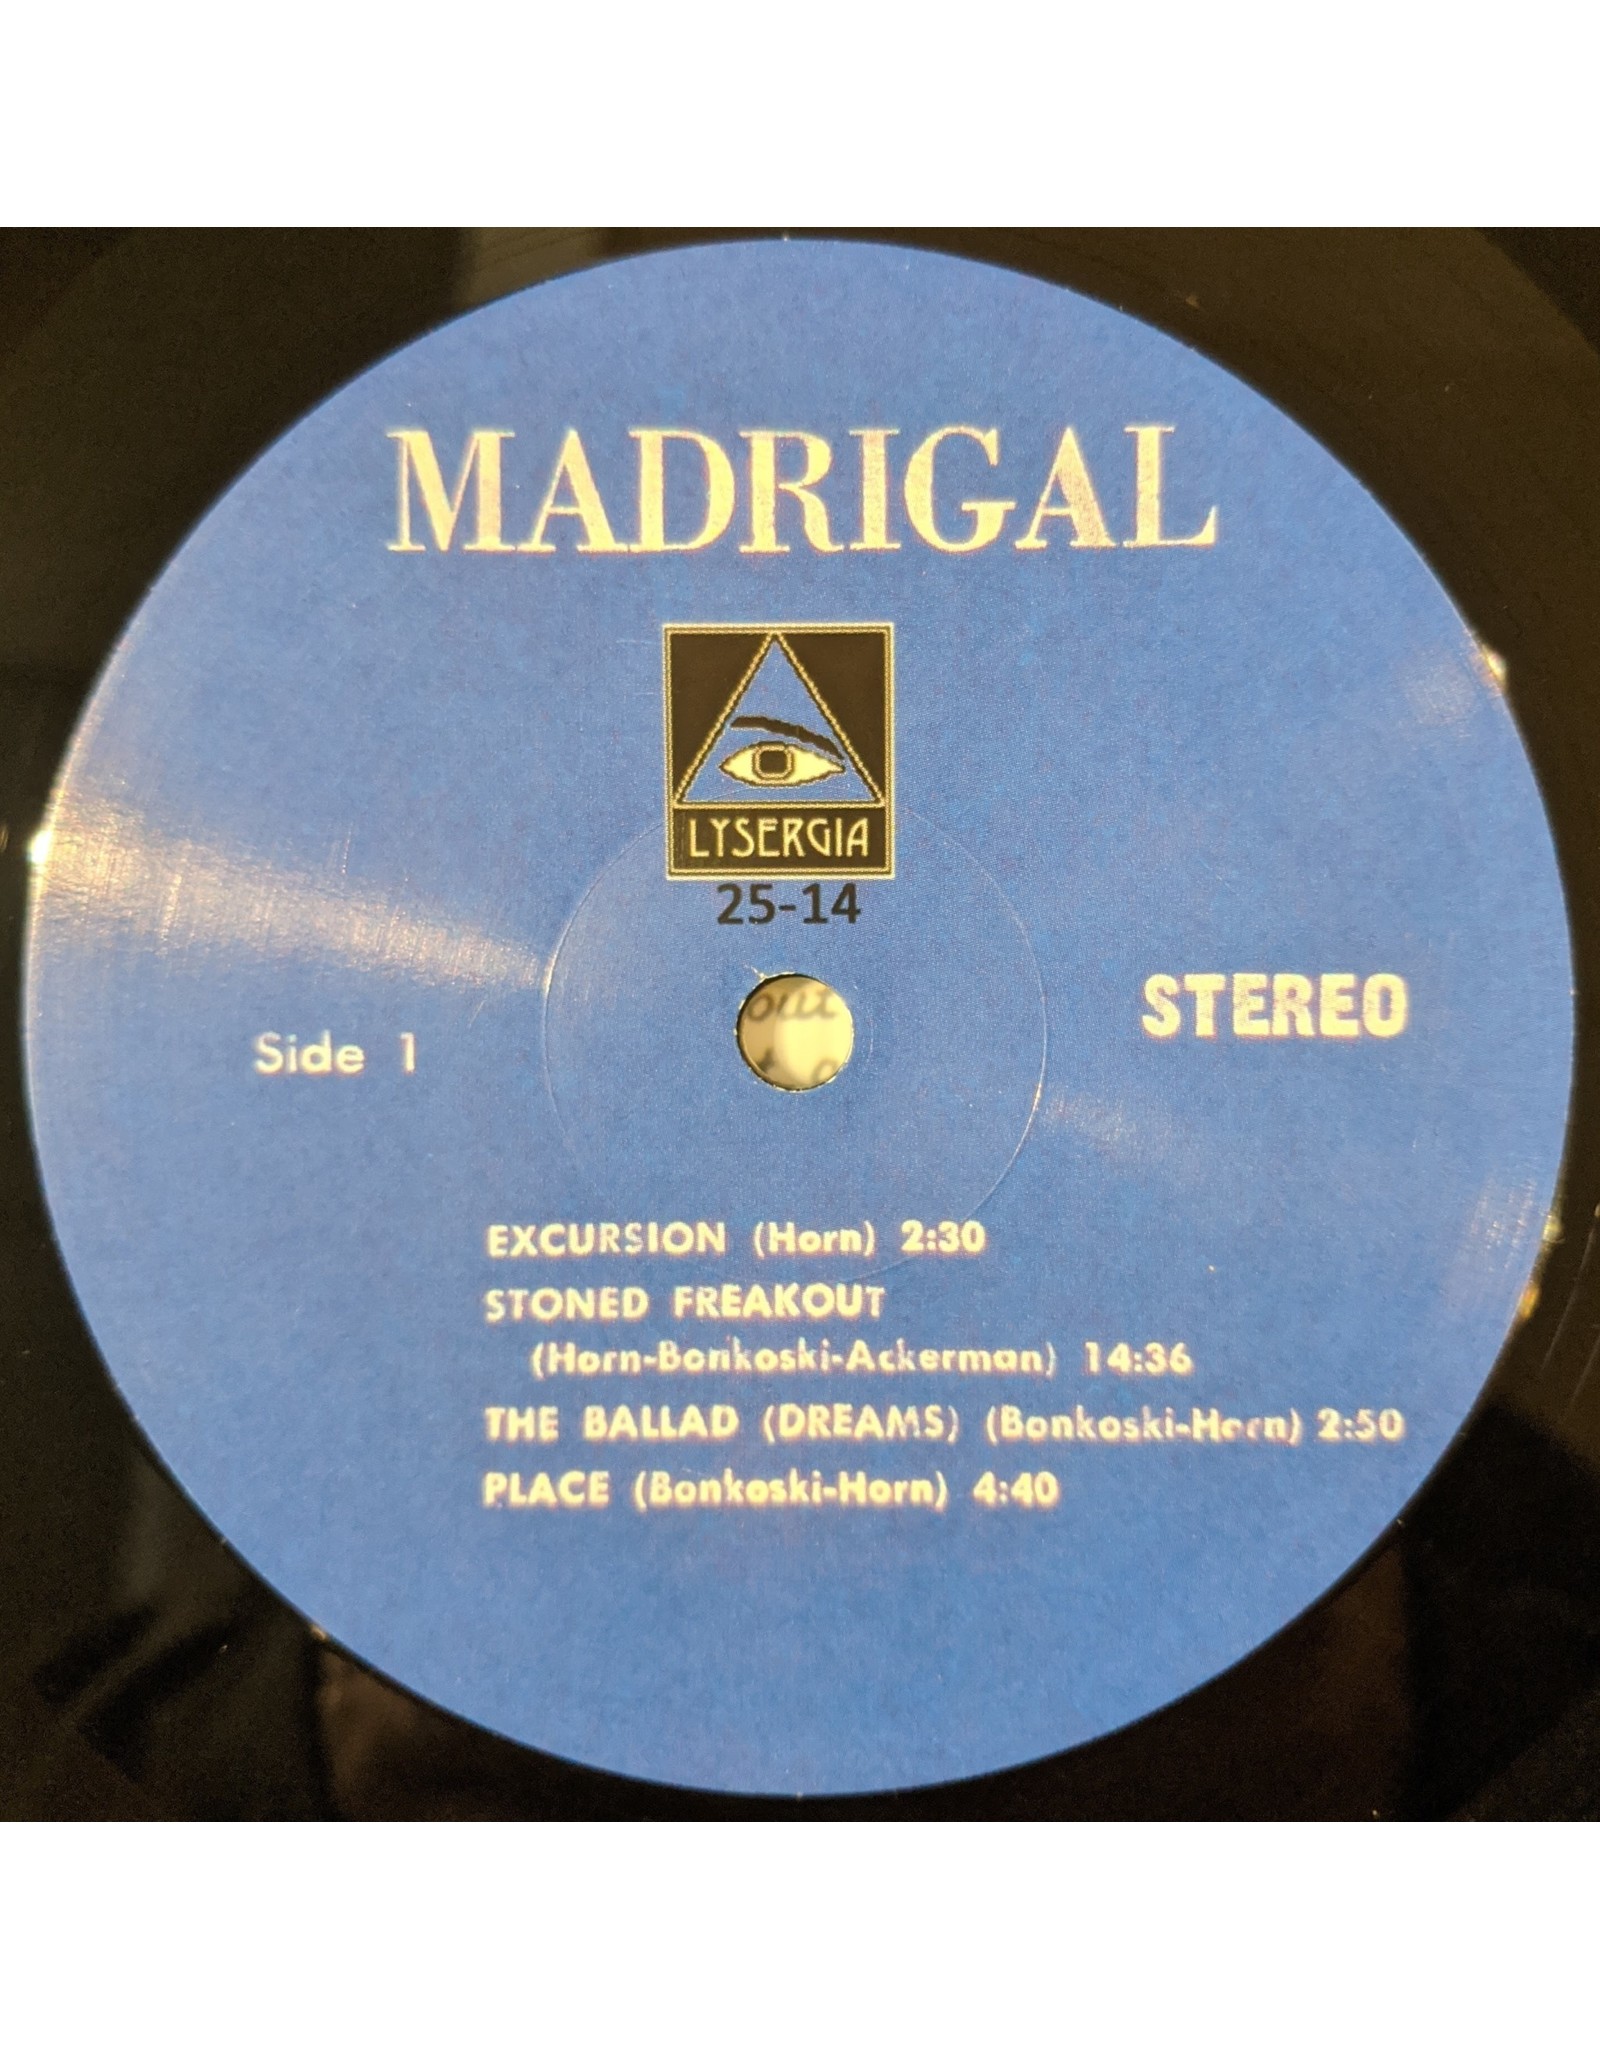 MADRIGAL
LYSERGIA
25-14
Side 1
STEREO
EXCURSION (Horn) 2:30
STONED FREAKOUT
(Horn-Bonkoski-Ackerman) 14:36
THE BALLAD (DREAMS) (Bonkoski-Horn) 2:50
PLACE (Bonkoski-Horn) 4:40